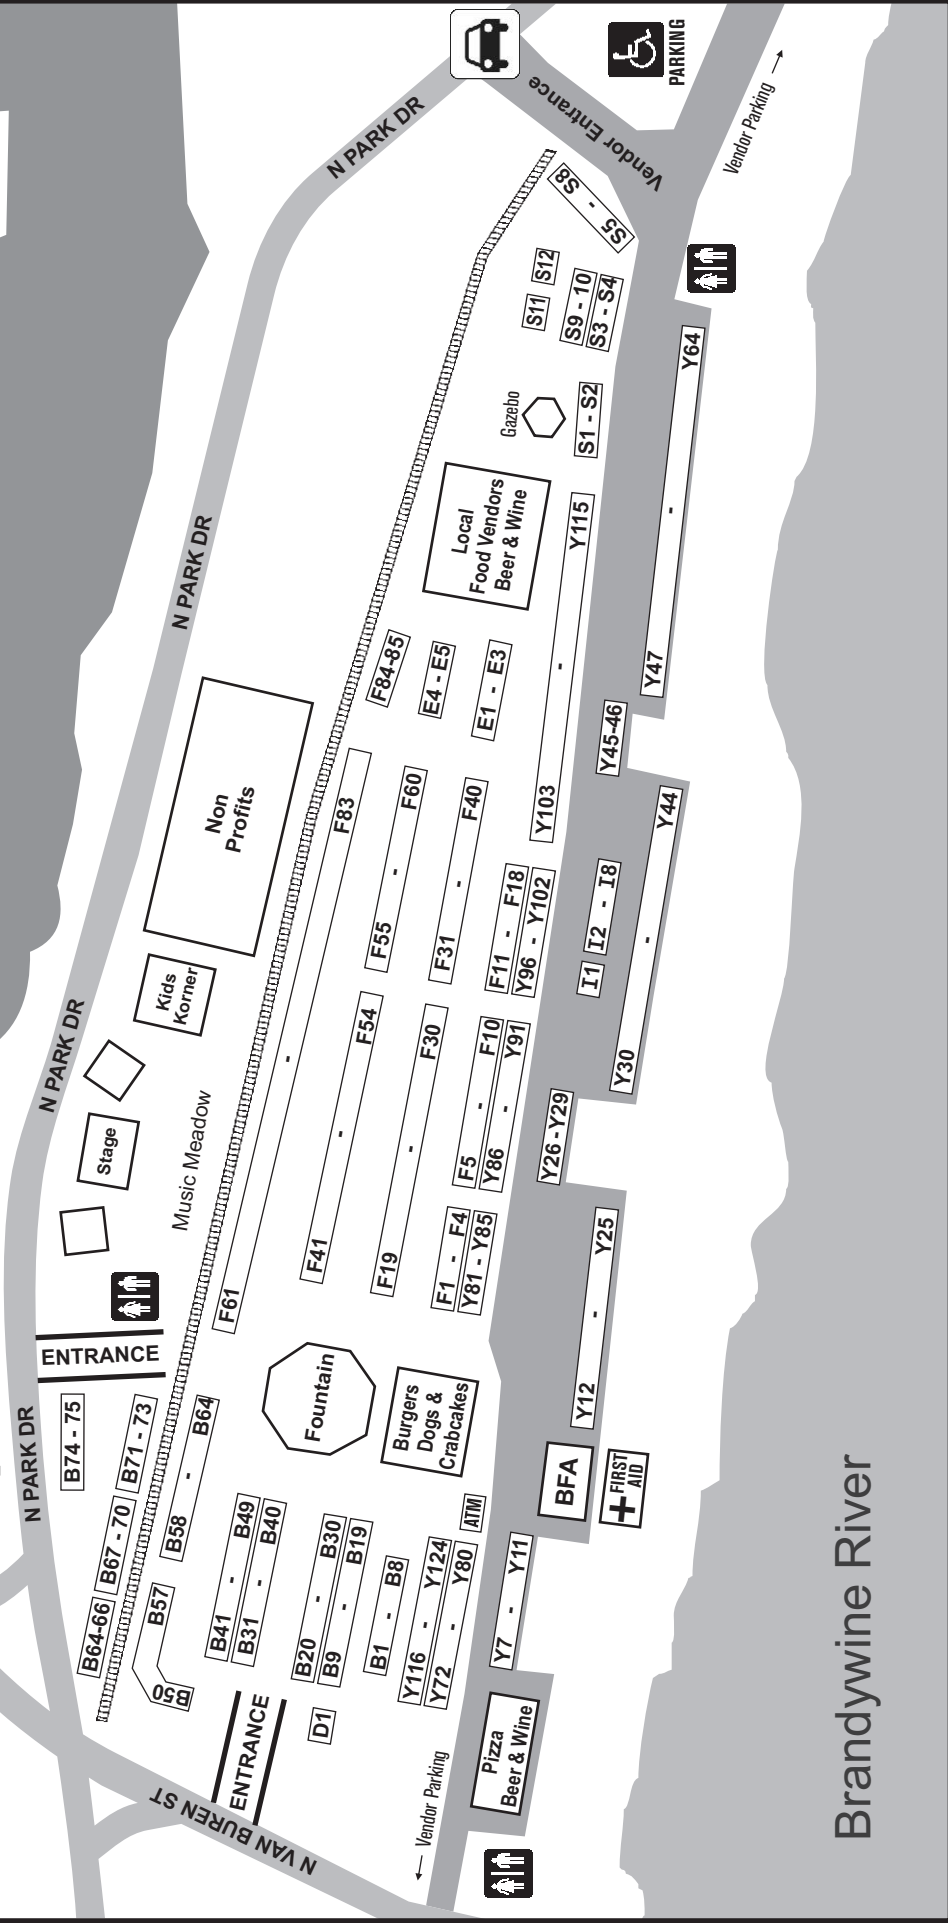 N PARK DR
N PARK DR
N PARK DR
N PARK DR
N VAN BUREN ST
Vendor Entrance
PARKING
Vendor Parking →
← Vendor Parking
ENTRANCE
ENTRANCE
B74 - 75
B71 - 73
B67 - 70
B64-66
B58 - B64
B57
B50
B41 - B49
B31 - B40
B20 - B30
B9 - B19
B1 - B8
Y116 - Y124
Y72 - Y80
D1
ATM
Fountain
Burgers
Dogs &
Crabcakes
Stage
Music Meadow
Kids
Korner
Non
Profits
F61 - F83
F84-85
F41 - F54
F55 - F60
F19 - F30
F31 - F40
E4 - E5
E1 - E3
F1 - F4
Y81 - Y85
F5 - F10
Y86 - Y91
F11 - F18
Y96 - Y102
Y103 - Y115
Local
Food Vendors
Beer & Wine
Gazebo
S1 - S2
S11
S12
S9 - 10
S3 - S4
S5 - S8
Pizza
Beer & Wine
Y7 - Y11
BFA
FIRST
AID
Y12 - Y25
Y26 -Y29
Y30 - Y44
I1
I2 - I8
Y45-46
Y47 - Y64
Brandywine River